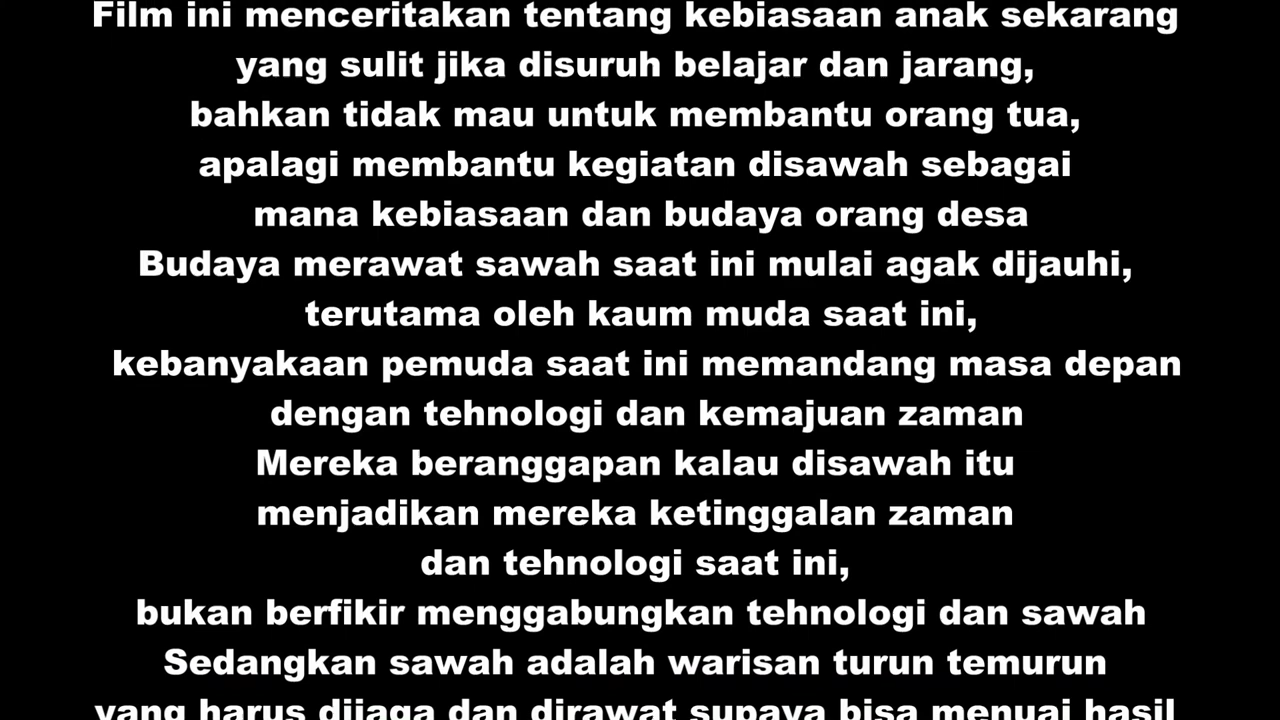 Film ini menceritakan tentang kebiasaan anak sekarang
yang sulit jika disuruh belajar dan jarang,
bahkan tidak mau untuk membantu orang tua,
apalagi membantu kegiatan disawah sebagai
mana kebiasaan dan budaya orang desa
Budaya merawat sawah saat ini mulai agak dijauhi,
terutama oleh kaum muda saat ini,
kebanyakaan pemuda saat ini memandang masa depan
dengan tehnologi dan kemajuan zaman
Mereka beranggapan kalau disawah itu
menjadikan mereka ketinggalan zaman
dan tehnologi saat ini,
bukan berfikir menggabungkan tehnologi dan sawah
Sedangkan sawah adalah warisan turun temurun
yang harus dijaga dan dirawat supaya bisa menuai hasil